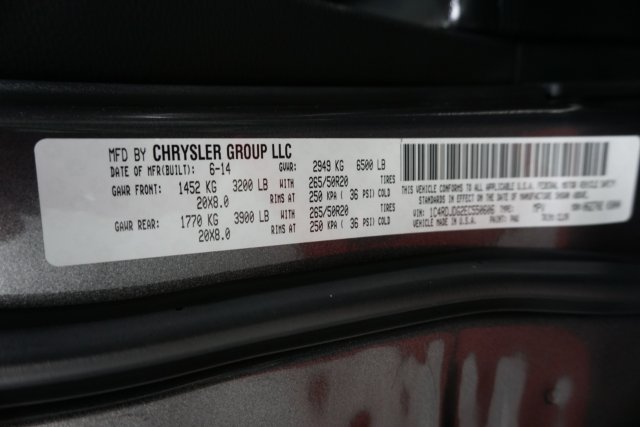 MFD BY CHRYSLER GROUP LLC
DATE OF MFR(BUILT): 6-14 GVWR: 2949 KG 6500 LB
GAWR FRONT: 1452 KG 3200 LB WITH 265/50R20 TIRES
20X8.0 RIMS AT 250 KPA ( 36 PSI) COLD
GAWR REAR: 1770 KG 3900 LB WITH 265/50R20 TIRES
20X8.0 RIMS AT 250 KPA ( 36 PSI) COLD
THIS VEHICLE CONFORMS TO ALL APPLICABLE U.S.A. FEDERAL MOTOR VEHICLE SAFETY
STANDARDS IN EFFECT ON THE DATE OF MANUFACTURE SHOWN ABOVE.
VEHICLE MADE IN U.S.A. PAINT: